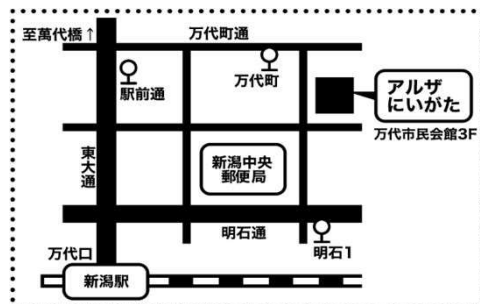 至萬代橋↑
万代町通
駅前通
万代町
アルザ
にいがた
万代市民会館3F
東大通
新潟中央
郵便局
明石通
明石1
万代口
新潟駅